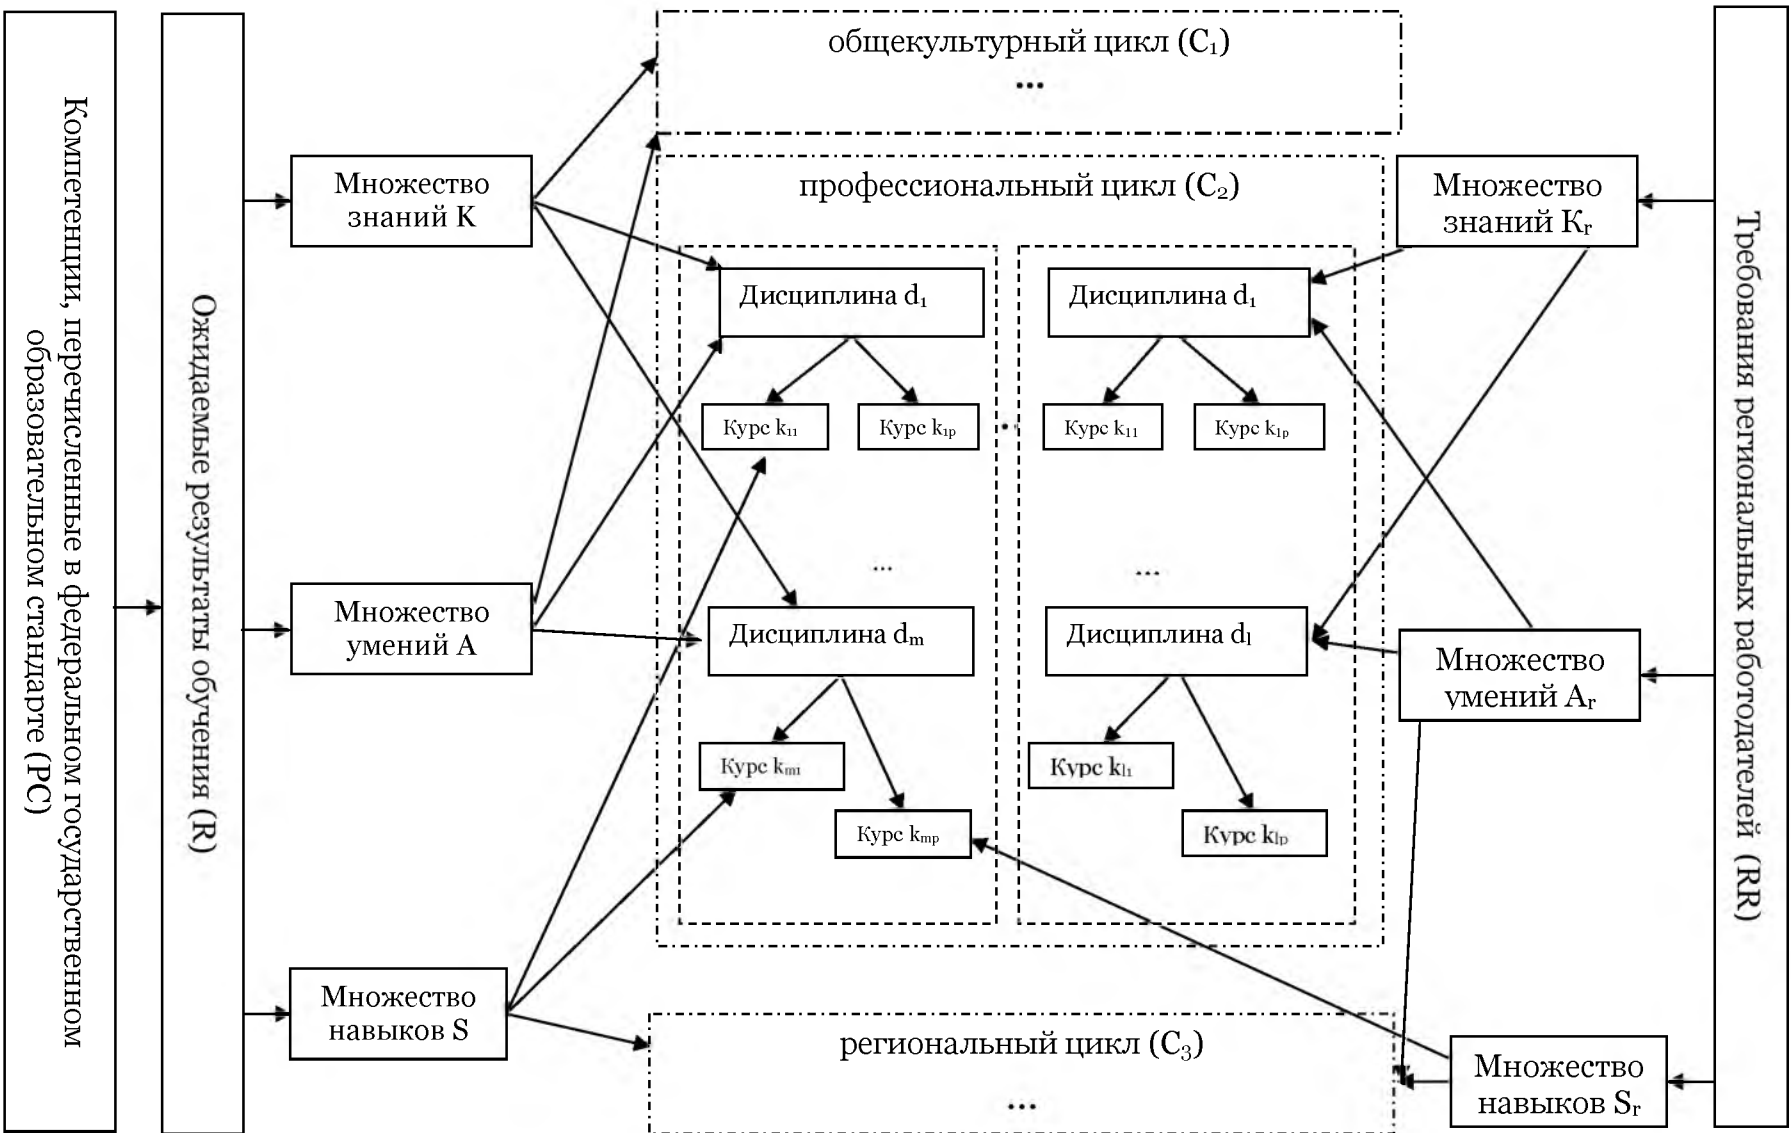 Компетенции, перечисленные в федеральном государственном
образовательном стандарте (PC)
Ожидаемые результаты обучения (R)
Множество
знаний K
Множество
умений A
Множество
навыков S
общекультурный цикл (C₁)
...
профессиональный цикл (C₂)
Дисциплина d₁
Курс k₁₁
Курс k₁ₚ
...
Дисциплина dₘ
Курс kₘ₁
Курс kₘₚ
...
Дисциплина d₁
Курс k₁₁
Курс k₁ₚ
...
Дисциплина dₗ
Курс kₗ₁
Курс kₗₚ
региональный цикл (C₃)
...
Множество
знаний Kᵣ
Множество
умений Aᵣ
Множество
навыков Sᵣ
Требования региональных работодателей (RR)